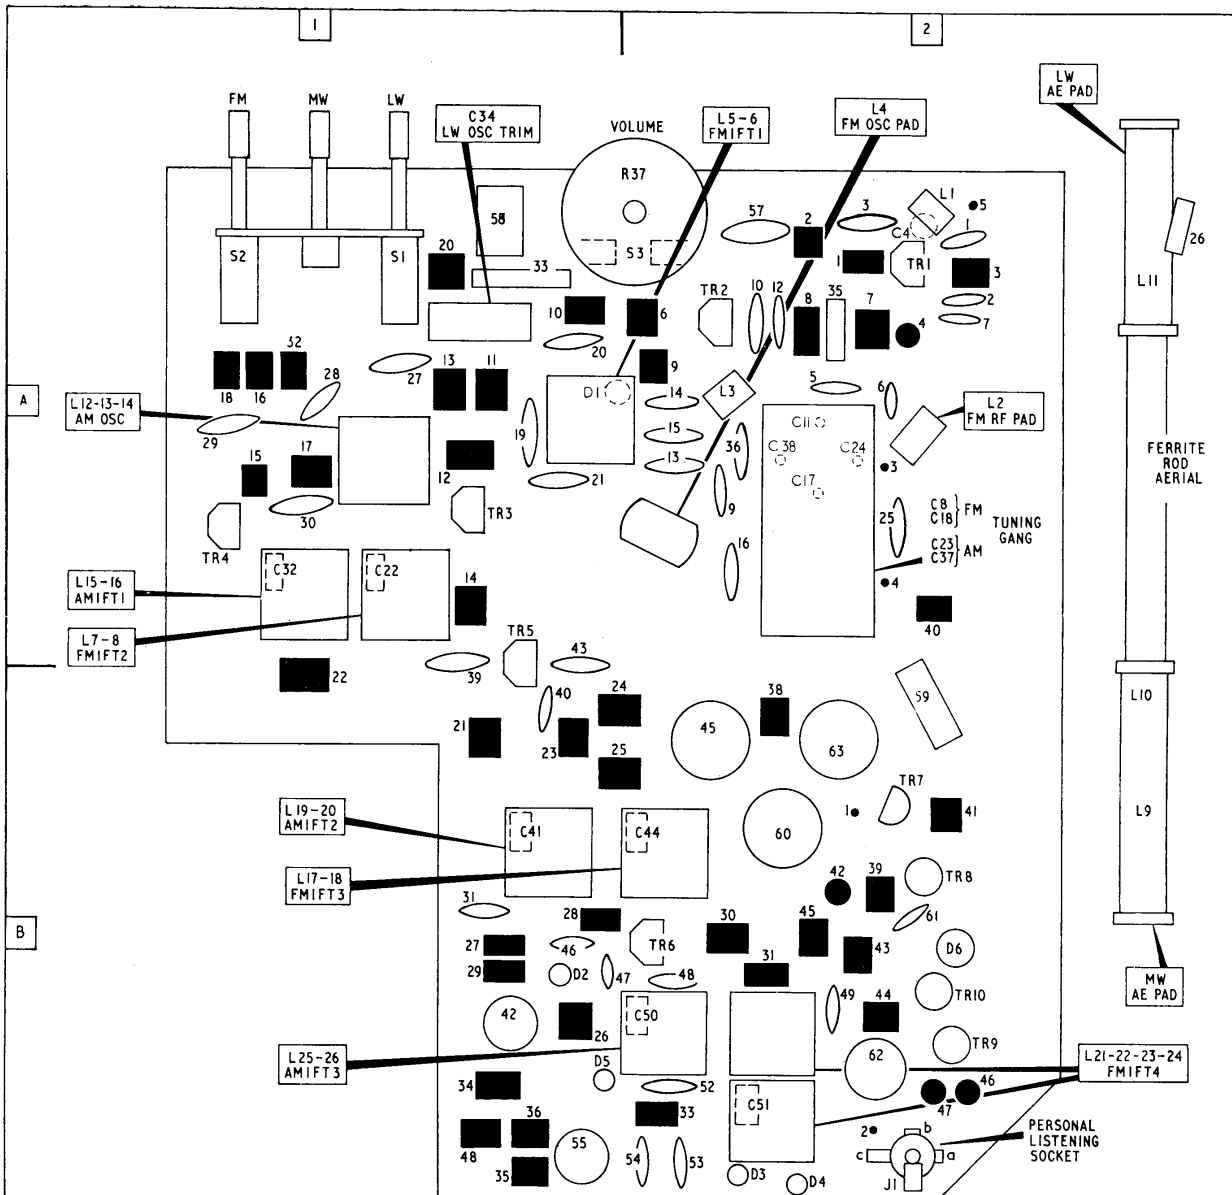 1
2
LW
AE PAD
FM
MW
LW
C34
LW OSC TRIM
L5-6
FMIFT1
L4
FM OSC PAD
VOLUME
R37
58
57
2
3
L1
5
C4
1
26
S2
S1
20
33
S3
1
TR1
3
L11
TR2
10
12
8
35
7
2
10
6
4
7
20
32
9
18
16
28
27
13
11
D1
14
L3
5
6
A
L12-13-14
AM OSC
L2
FM RF PAD
29
19
15
36
C11
C38
C24
3
FERRITE
ROD
AERIAL
17
15
12
21
13
C17
9
30
TR3
25
C8
C18
FM
TUNING
GANG
TR4
16
C23
C37
AM
C32
C22
14
4
L15-16
AMIFT1
40
L7-8
FMIFT2
TR5
43
39
22
40
24
38
59
L10
21
23
25
45
63
TR7
L19-20
AMIFT2
C41
C44
60
1
41
L9
L17-18
FMIFT3
42
39
TR8
31
28
30
45
61
B
27
46
TR6
43
D6
29
D2
47
48
31
MW
AE PAD
49
44
TR10
42
26
C50
62
TR9
L25-26
AMIFT3
D5
L21-22-23-24
FMIFT4
34
52
33
C51
47
46
36
2
b
PERSONAL
LISTENING
SOCKET
48
55
c
a
35
54
53
D3
D4
J1